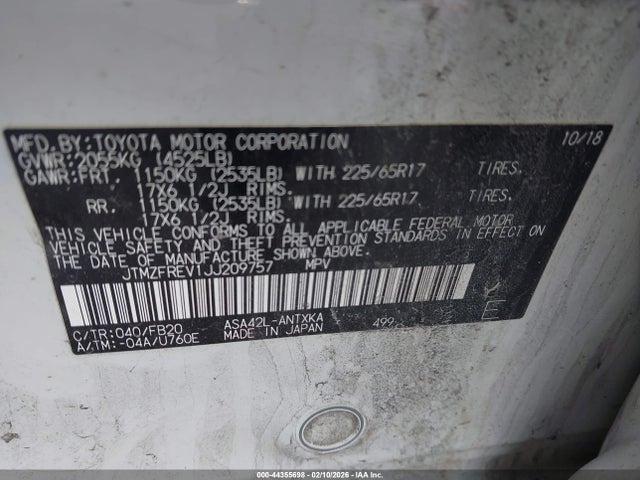 MFD.BY:TOYOTA MOTOR CORPORATION 10/18
GVWR:2055KG (4525LB)
GAWR:FRT. 1150KG (2535LB) WITH 225/65R17 TIRES.
17X6 1/2J RIMS.
RR. 1150KG (2535LB) WITH 225/65R17 TIRES.
17X6 1/2J RIMS.
THIS VEHICLE CONFORMS TO ALL APPLICABLE FEDERAL MOTOR
VEHICLE SAFETY AND THEFT PREVENTION STANDARDS IN EFFECT ON
THE DATE OF MANUFACTURE SHOWN ABOVE.
JTMZFREV1JJ209757 MPV
KE
C/TR:040/FB20 ASA42L-ANTXKA 499
A/TM:-04A/U760E MADE IN JAPAN
000-44355698 - 02/10/2026 - IAA Inc.